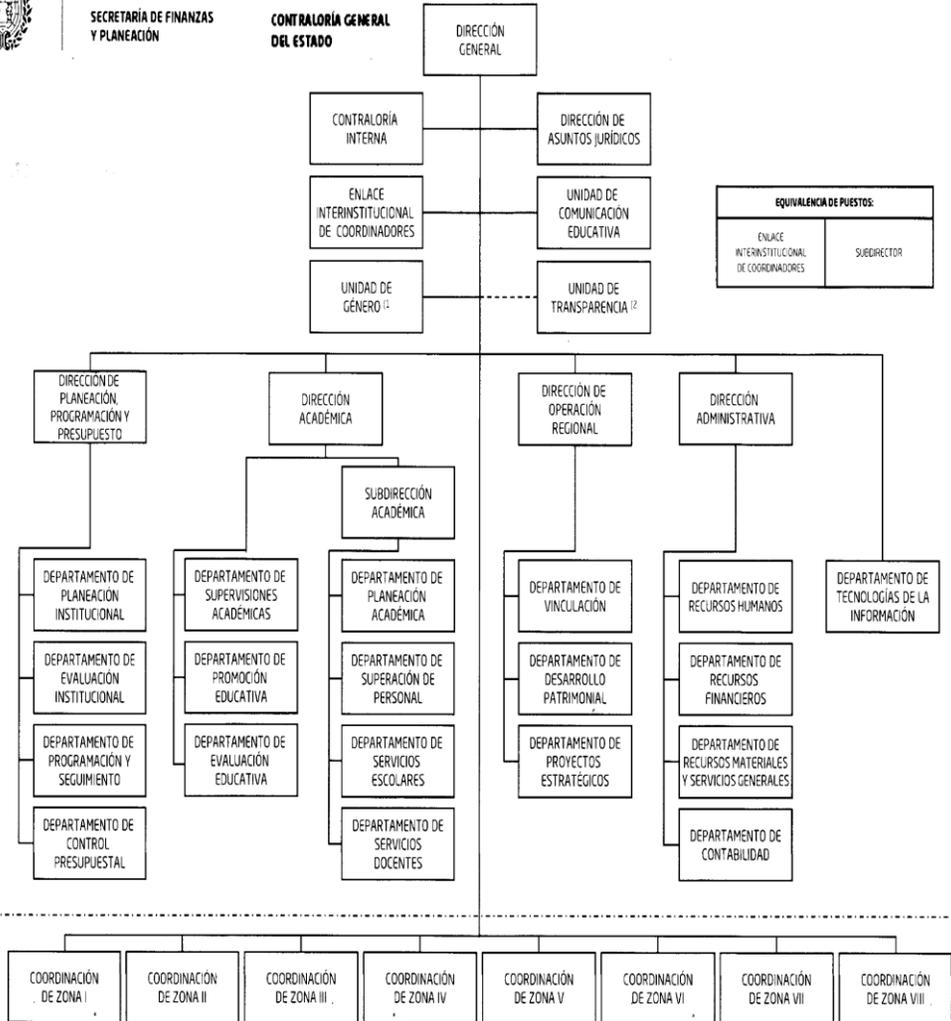 SECRETARÍA DE FINANZAS
Y PLANEACIÓN
CONTRALORÍA GENERAL
DEL ESTADO
DIRECCIÓN
GENERAL
CONTRALORÍA
INTERNA
DIRECCIÓN DE
ASUNTOS JURÍDICOS
ENLACE
INTERINSTITUCIONAL
DE COORDINADORES
UNIDAD DE
COMUNICACIÓN
EDUCATIVA
EQUIVALENCIA DE PUESTOS:
ENLACE
INTERINSTITUCIONAL
DE COORDINADORES
SUBDIRECTOR
UNIDAD DE
GÉNERO (1
UNIDAD DE
TRANSPARENCIA (2
DIRECCIÓN DE
PLANEACIÓN,
PROGRAMACIÓN Y
PRESUPUESTO
DIRECCIÓN
ACADÉMICA
DIRECCIÓN DE
OPERACIÓN
REGIONAL
DIRECCIÓN
ADMINISTRATIVA
SUBDIRECCIÓN
ACADÉMICA
DEPARTAMENTO DE
PLANEACIÓN
INSTITUCIONAL
DEPARTAMENTO DE
SUPERVISIONES
ACADÉMICAS
DEPARTAMENTO DE
PLANEACIÓN
ACADÉMICA
DEPARTAMENTO DE
VINCULACIÓN
DEPARTAMENTO DE
RECURSOS HUMANOS
DEPARTAMENTO DE
TECNOLOGÍAS DE LA
INFORMACIÓN
DEPARTAMENTO DE
EVALUACIÓN
INSTITUCIONAL
DEPARTAMENTO DE
PROMOCIÓN
EDUCATIVA
DEPARTAMENTO DE
SUPERACIÓN DE
PERSONAL
DEPARTAMENTO DE
DESARROLLO
PATRIMONIAL
DEPARTAMENTO DE
RECURSOS
FINANCIEROS
DEPARTAMENTO DE
PROGRAMACIÓN Y
SEGUIMIENTO
DEPARTAMENTO DE
EVALUACIÓN
EDUCATIVA
DEPARTAMENTO DE
SERVICIOS
ESCOLARES
DEPARTAMENTO DE
PROYECTOS
ESTRATÉGICOS
DEPARTAMENTO DE
RECURSOS MATERIALES
Y SERVICIOS GENERALES
DEPARTAMENTO DE
CONTROL
PRESUPUESTAL
DEPARTAMENTO DE
SERVICIOS
DOCENTES
DEPARTAMENTO DE
CONTABILIDAD
COORDINACIÓN
DE ZONA I
COORDINACIÓN
DE ZONA II
COORDINACIÓN
DE ZONA III
COORDINACIÓN
DE ZONA IV
COORDINACIÓN
DE ZONA V
COORDINACIÓN
DE ZONA VI
COORDINACIÓN
DE ZONA VII
COORDINACIÓN
DE ZONA VIII